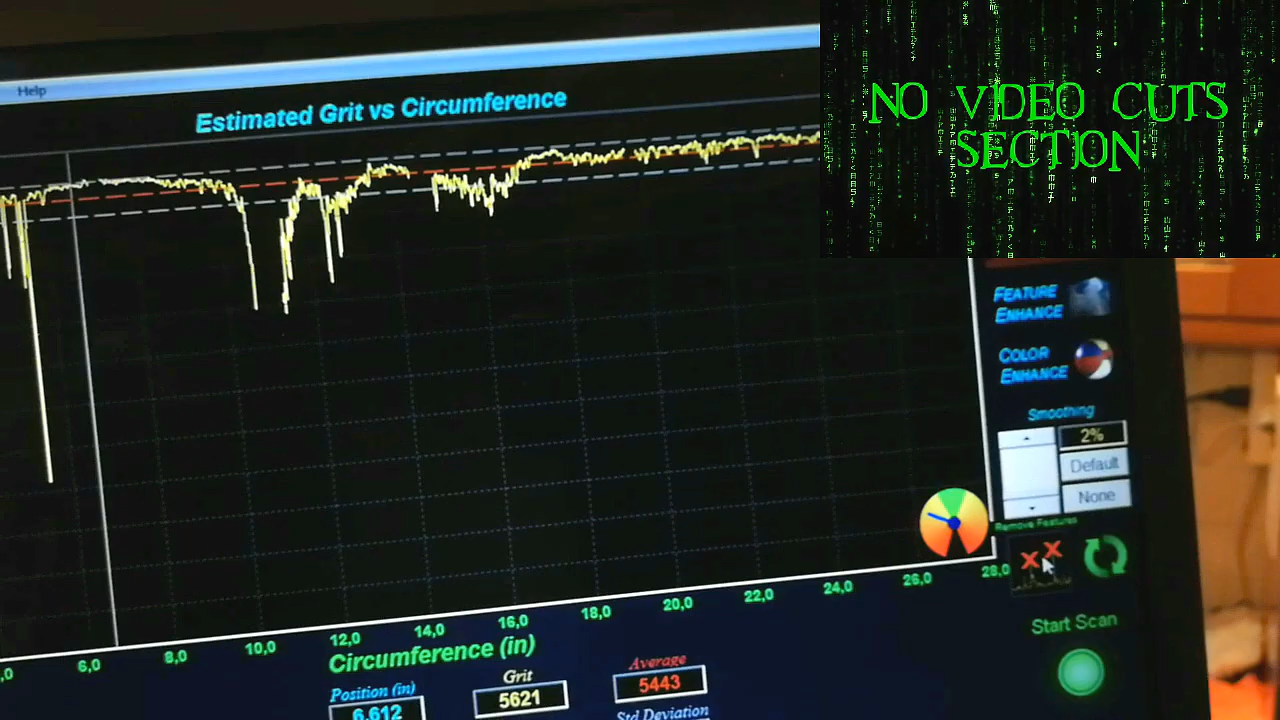 Help
NO VIDEO CUTS
SECTION
Estimated Grit vs Circumference
FEATURE
ENHANCE
COLOR
ENHANCE
Smoothing
2%
Default
None
Remove Features
Start Scan
,0 6,0 8,0 10,0 12,0 14,0 16,0 18,0 20,0 22,0 24,0 26,0 28,0
Circumference (in)
Position (in)
6,612
Grit
5621
Average
5443
Std Deviation